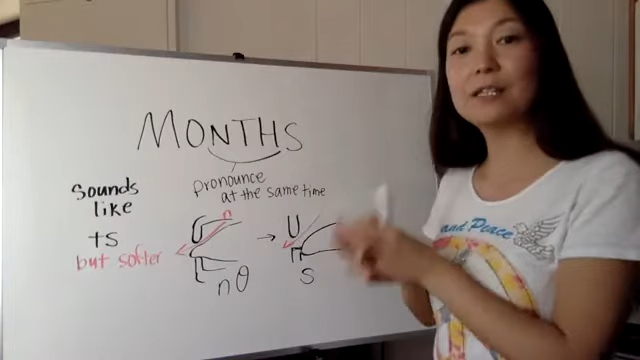 MONTHS
pronounce
at the same time
Sounds
like
ts
but softer
n
nθ
s
and Peace